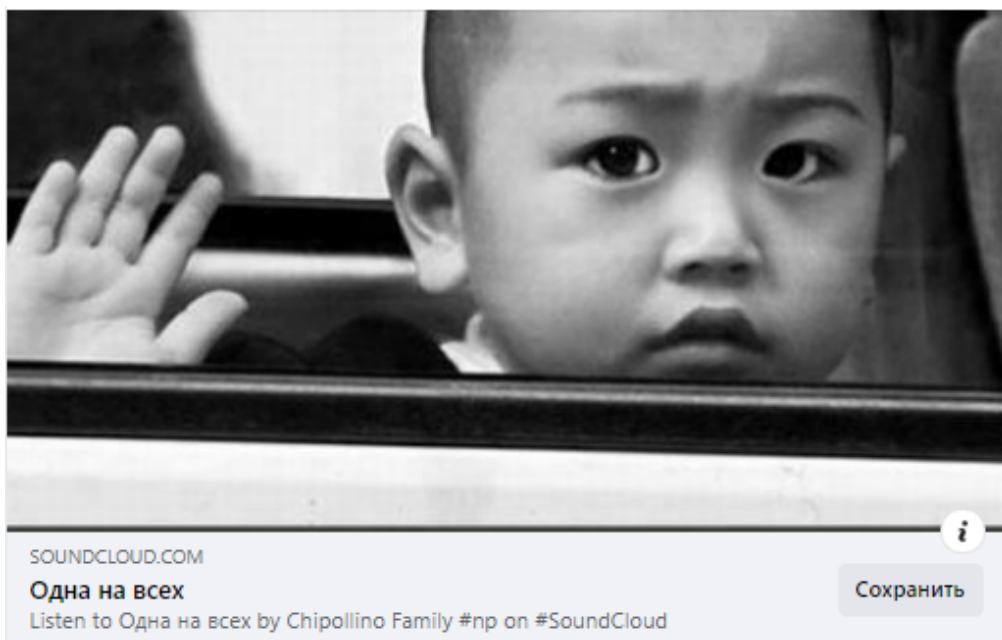 SOUNDCLOUD.COM
Одна на всех
Listen to Одна на всех by Chipollino Family #np on #SoundCloud
Сохранить